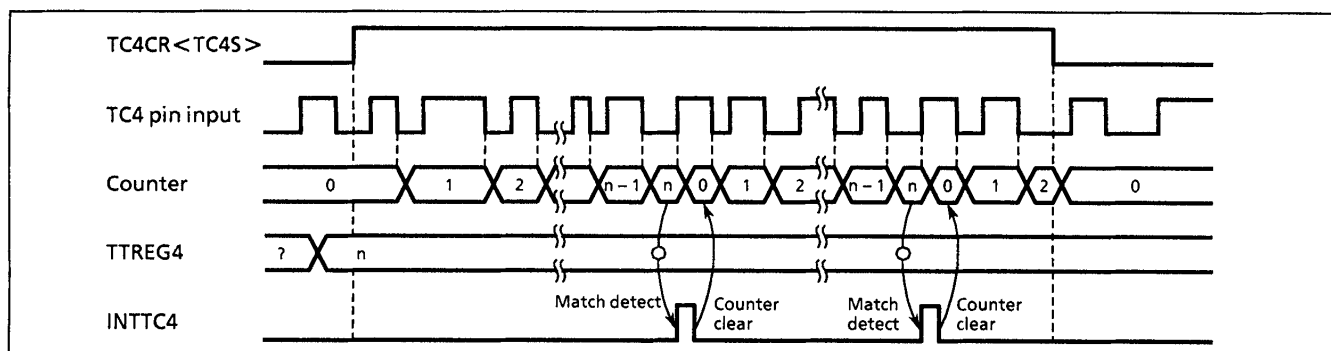 TC4CR<TC4S>
TC4 pin input
Counter
0 1 2 n−1 n 0 1 2 n−1 n 0 1 2 0
TTREG4
? n
Match detect Counter clear Match detect Counter clear
INTTC4